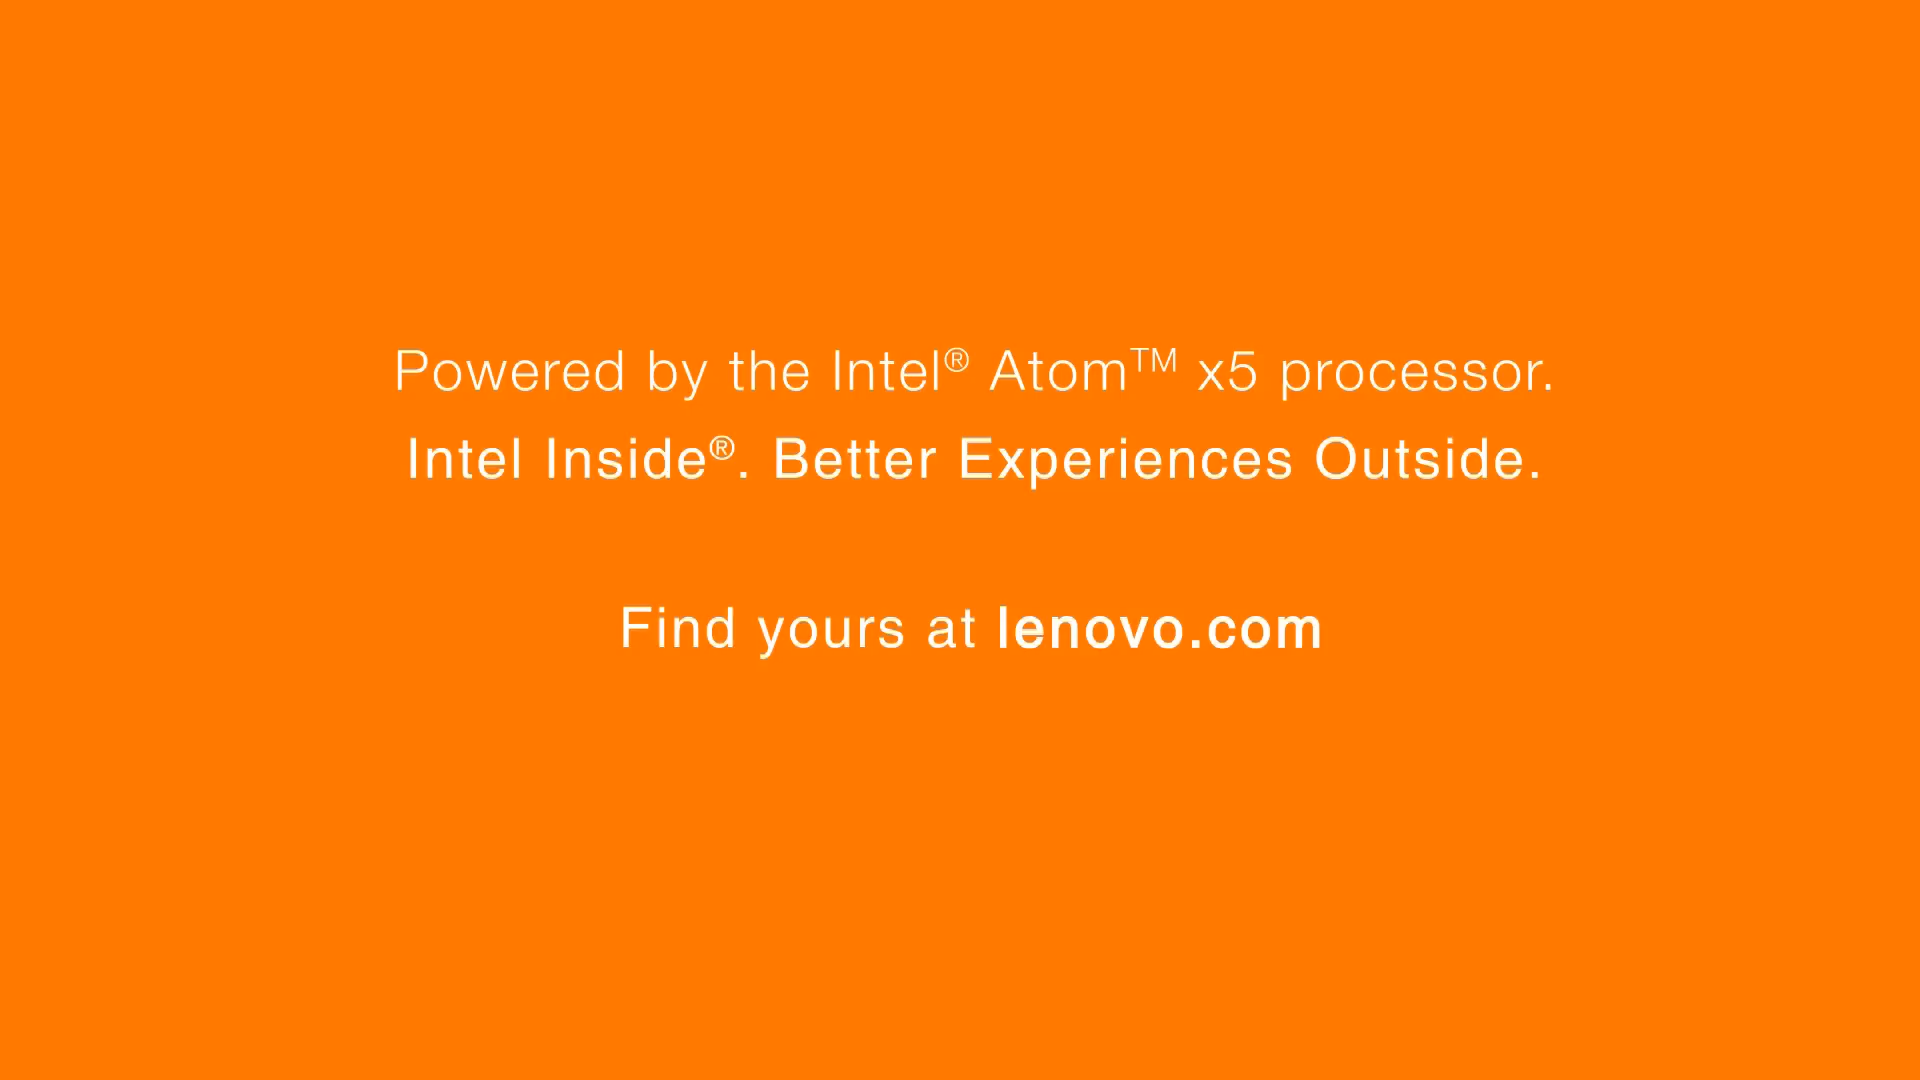 Powered by the Intel® Atom™ x5 processor.
Intel Inside®. Better Experiences Outside.
Find yours at lenovo.com